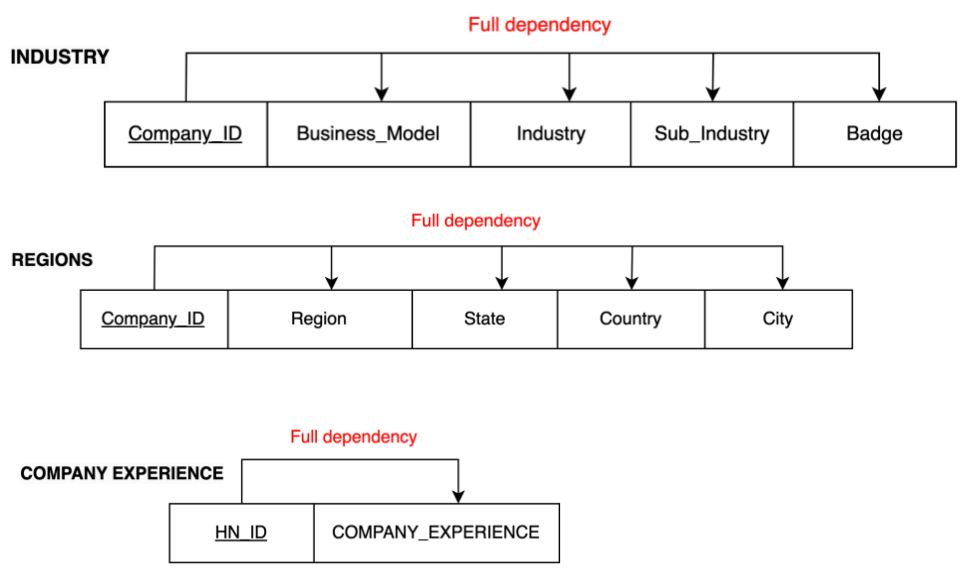 Full dependency
INDUSTRY
Company_ID Business_Model Industry Sub_Industry Badge
Full dependency
REGIONS
Company_ID Region State Country City
Full dependency
COMPANY EXPERIENCE
HN_ID COMPANY_EXPERIENCE